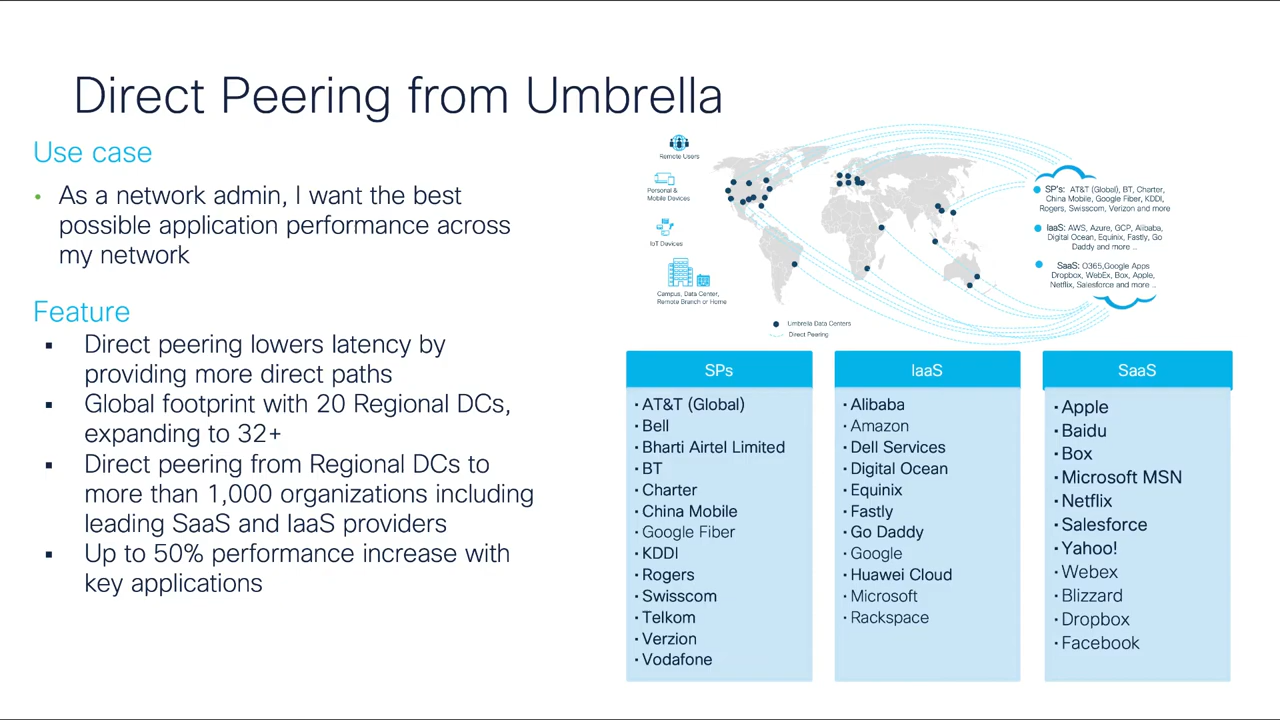 Direct Peering from Umbrella
Use case
• As a network admin, I want the best
possible application performance across
my network
Feature
▪ Direct peering lowers latency by
providing more direct paths
▪ Global footprint with 20 Regional DCs,
expanding to 32+
▪ Direct peering from Regional DCs to
more than 1,000 organizations including
leading SaaS and IaaS providers
▪ Up to 50% performance increase with
key applications
Remote Users
Personal &
Mobile Devices
IoT Devices
Campus, Data Center,
Remote Branch or Home
Umbrella Data Centers
Direct Peering
SP's: AT&T (Global), BT, Charter,
China Mobile, Google Fiber, KDDI,
Rogers, Swisscom, Verizon and more
IaaS: AWS, Azure, GCP, Alibaba,
Digital Ocean, Equinix, Fastly, Go
Daddy and more ...
SaaS: O365,Google Apps
Dropbox, WebEx, Box, Apple,
Netflix, Salesforce and more ...
SPs
• AT&T (Global)
• Bell
• Bharti Airtel Limited
• BT
• Charter
• China Mobile
• Google Fiber
• KDDI
• Rogers
• Swisscom
• Telkom
• Verzion
• Vodafone
IaaS
• Alibaba
• Amazon
• Dell Services
• Digital Ocean
• Equinix
• Fastly
• Go Daddy
• Google
• Huawei Cloud
• Microsoft
• Rackspace
SaaS
• Apple
• Baidu
• Box
• Microsoft MSN
• Netflix
• Salesforce
• Yahoo!
• Webex
• Blizzard
• Dropbox
• Facebook